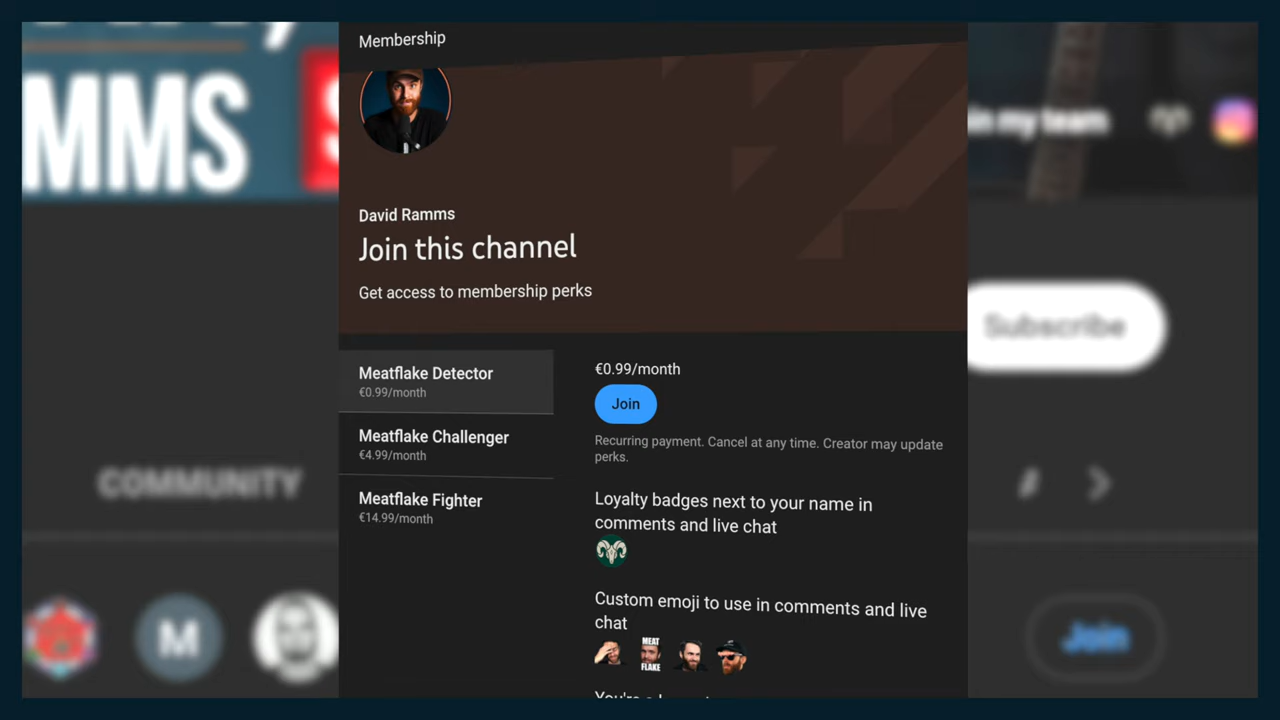 MMS
Membership
in my team
David Ramms
Join this channel
Get access to membership perks
Subscribe
Meatflake Detector
€0.99/month
Meatflake Challenger
€4.99/month
Meatflake Fighter
€14.99/month
€0.99/month
Join
Recurring payment. Cancel at any time. Creator may update
perks.
Loyalty badges next to your name in
comments and live chat
Custom emoji to use in comments and live
chat
MEAT
FLAKE
COMMUNITY
M
Join